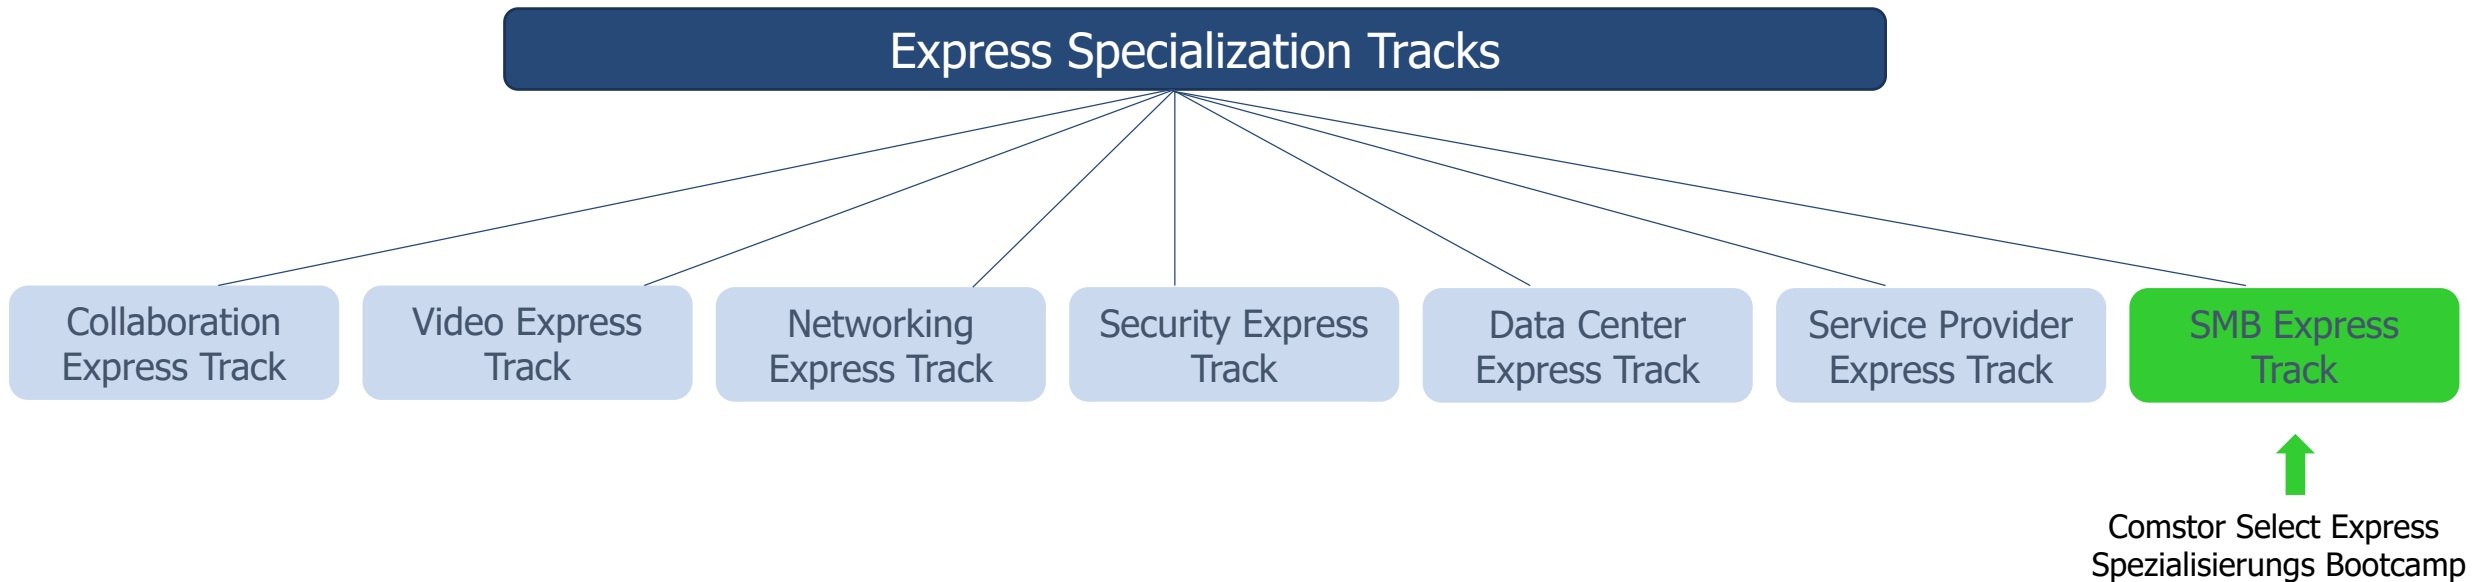 Express Specialization Tracks
Collaboration
Express Track
Video Express
Track
Networking
Express Track
Security Express
Track
Data Center
Express Track
Service Provider
Express Track
SMB Express
Track
Comstor Select Express
Spezialisierungs Bootcamp